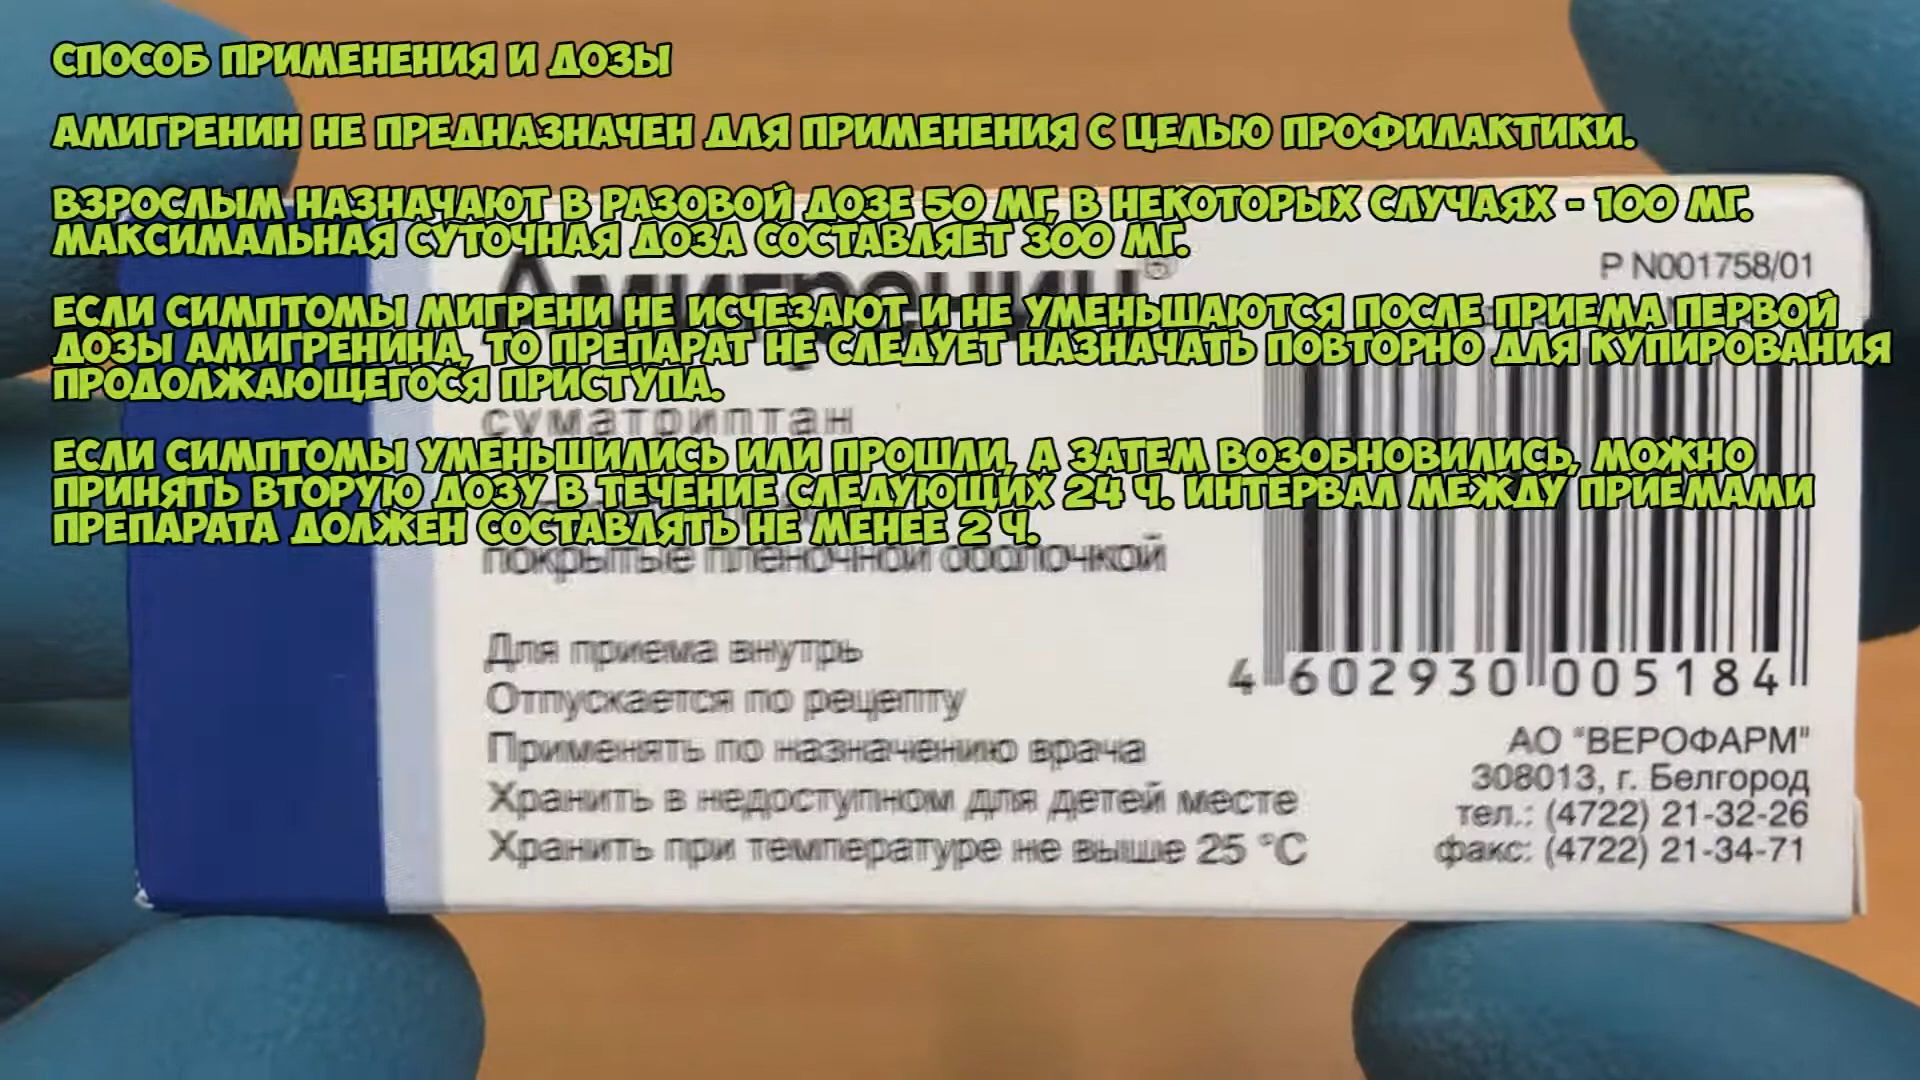 СПОСОБ ПРИМЕНЕНИЯ И ДОЗЫ
АМИГРЕНИН НЕ ПРЕДНАЗНАЧЕН ДЛЯ ПРИМЕНЕНИЯ С ЦЕЛЬЮ ПРОФИЛАКТИКИ.
ВЗРОСЛЫМ НАЗНАЧАЮТ В РАЗОВОЙ ДОЗЕ 50 МГ, В НЕКОТОРЫХ СЛУЧАЯХ - 100 МГ.
МАКСИМАЛЬНАЯ СУТОЧНАЯ ДОЗА СОСТАВЛЯЕТ 300 МГ.
ЕСЛИ СИМПТОМЫ МИГРЕНИ НЕ ИСЧЕЗАЮТ И НЕ УМЕНЬШАЮТСЯ ПОСЛЕ ПРИЕМА ПЕРВОЙ
ДОЗЫ АМИГРЕНИНА, ТО ПРЕПАРАТ НЕ СЛЕДУЕТ НАЗНАЧАТЬ ПОВТОРНО ДЛЯ КУПИРОВАНИЯ
ПРОДОЛЖАЮЩЕГОСЯ ПРИСТУПА.
ЕСЛИ СИМПТОМЫ УМЕНЬШИЛИСЬ ИЛИ ПРОШЛИ, А ЗАТЕМ ВОЗОБНОВИЛИСЬ, МОЖНО
ПРИНЯТЬ ВТОРУЮ ДОЗУ В ТЕЧЕНИЕ СЛЕДУЮЩИХ 24 Ч. ИНТЕРВАЛ МЕЖДУ ПРИЕМАМИ
ПРЕПАРАТА ДОЛЖЕН СОСТАВЛЯТЬ НЕ МЕНЕЕ 2 Ч.
Амигренин®
суматриптан
покрытые пленочной оболочкой
Для приема внутрь
Отпускается по рецепту
Применять по назначению врача
Хранить в недоступном для детей месте
Хранить при температуре не выше 25 °C
P N001758/01
4 602930 005184
АО "ВЕРОФАРМ"
308013, г. Белгород
тел.: (4722) 21-32-26
факс: (4722) 21-34-71